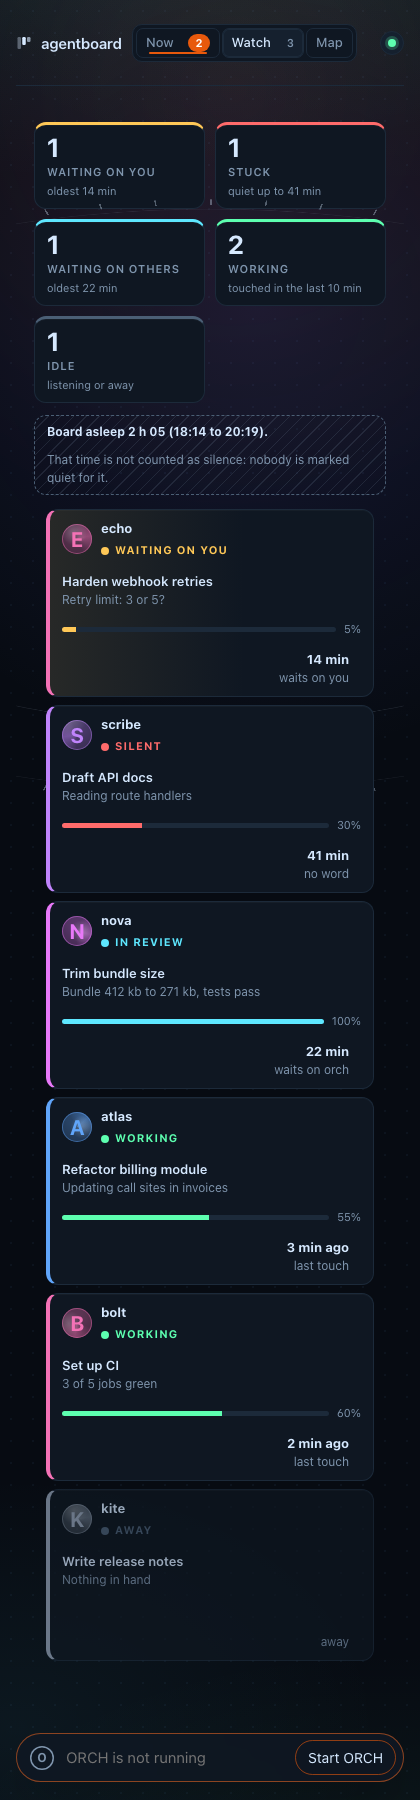 agentboard
Now 2
Watch 3
Map
1
WAITING ON YOU
oldest 14 min
1
STUCK
quiet up to 41 min
1
WAITING ON OTHERS
oldest 22 min
2
WORKING
touched in the last 10 min
1
IDLE
listening or away
Board asleep 2 h 05 (18:14 to 20:19).
That time is not counted as silence: nobody is marked
quiet for it.
E
echo
WAITING ON YOU
Harden webhook retries
Retry limit: 3 or 5?
5%
14 min
waits on you
S
scribe
SILENT
Draft API docs
Reading route handlers
30%
41 min
no word
N
nova
IN REVIEW
Trim bundle size
Bundle 412 kb to 271 kb, tests pass
100%
22 min
waits on orch
A
atlas
WORKING
Refactor billing module
Updating call sites in invoices
55%
3 min ago
last touch
B
bolt
WORKING
Set up CI
3 of 5 jobs green
60%
2 min ago
last touch
K
kite
AWAY
Write release notes
Nothing in hand
away
O
ORCH is not running
Start ORCH